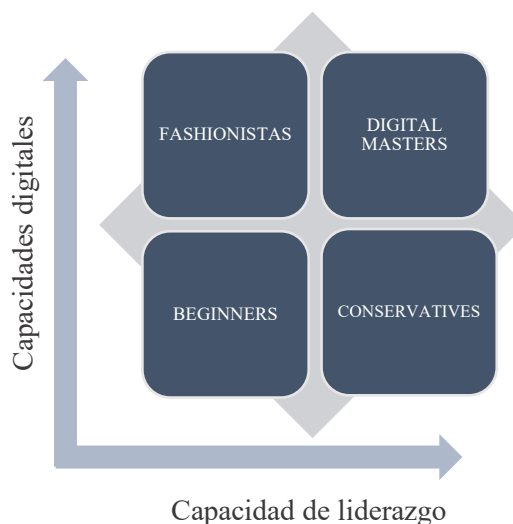 Capacidades digitales
FASHIONISTAS
DIGITAL
MASTERS
BEGINNERS
CONSERVATIVES
Capacidad de liderazgo